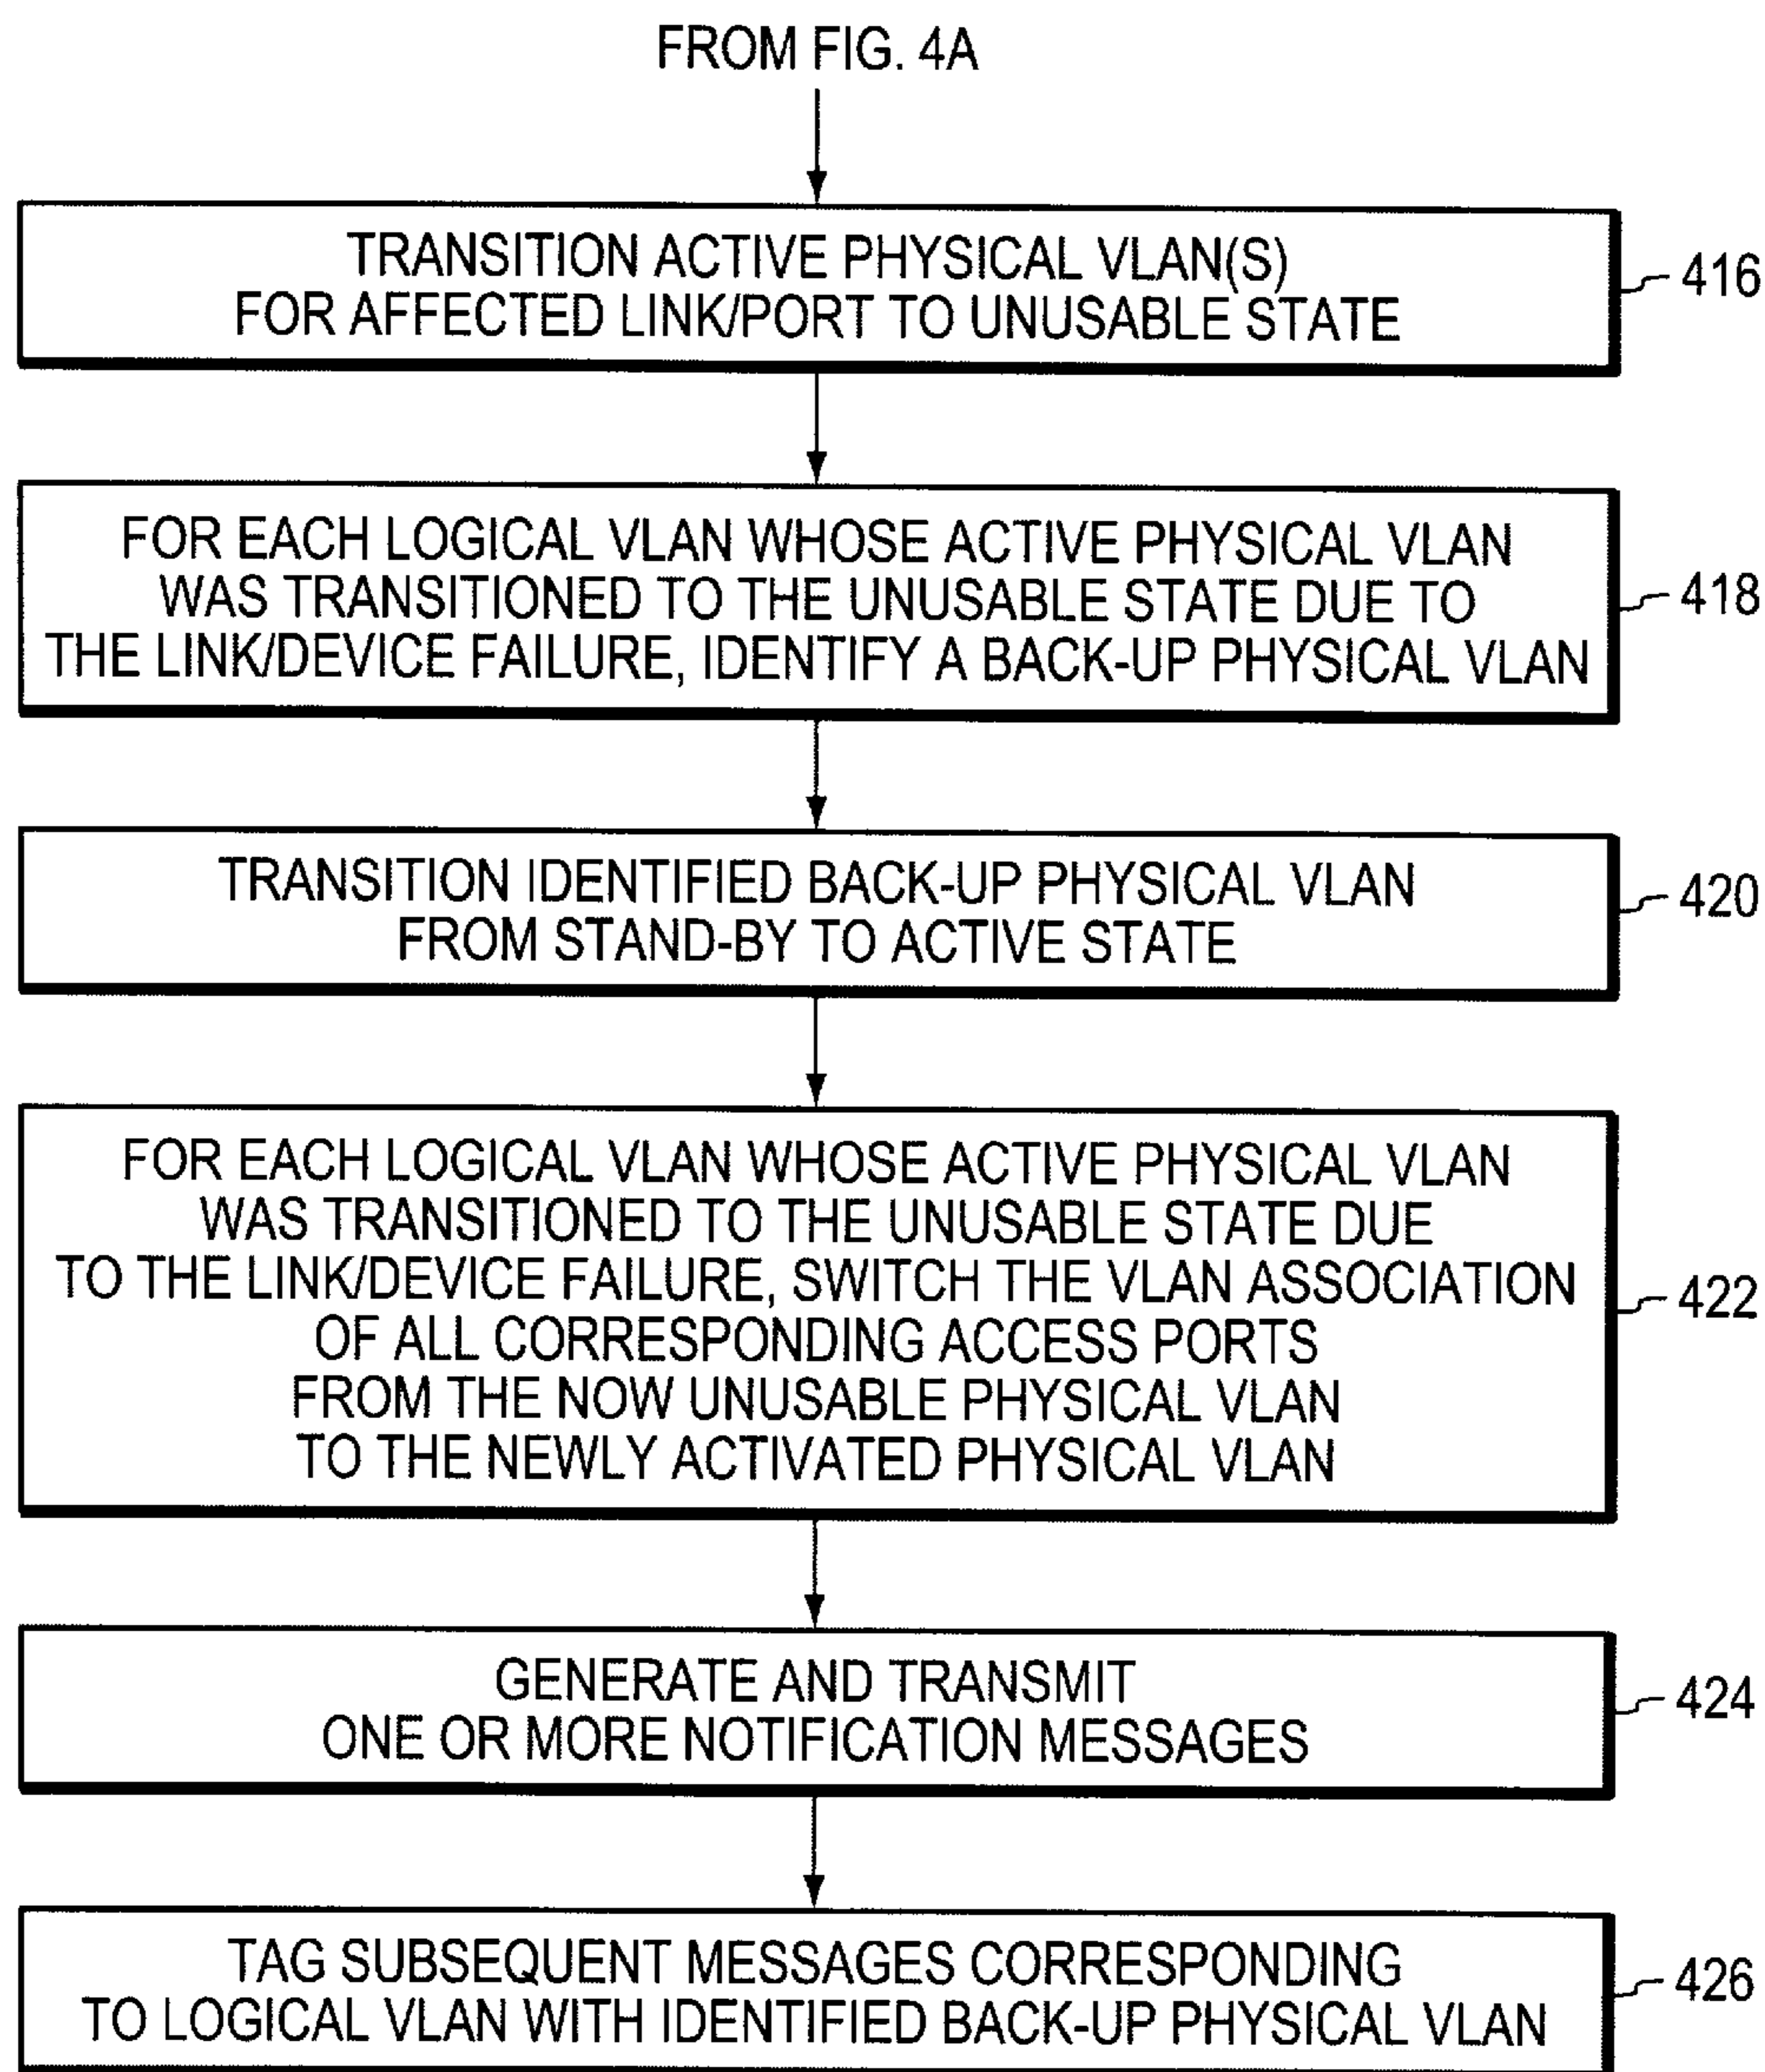 FROM FIG. 4A
TRANSITION ACTIVE PHYSICAL VLAN(S)
FOR AFFECTED LINK/PORT TO UNUSABLE STATE
416
FOR EACH LOGICAL VLAN WHOSE ACTIVE PHYSICAL VLAN
WAS TRANSITIONED TO THE UNUSABLE STATE DUE TO
THE LINK/DEVICE FAILURE, IDENTIFY A BACK-UP PHYSICAL VLAN
418
TRANSITION IDENTIFIED BACK-UP PHYSICAL VLAN
FROM STAND-BY TO ACTIVE STATE
420
FOR EACH LOGICAL VLAN WHOSE ACTIVE PHYSICAL VLAN
WAS TRANSITIONED TO THE UNUSABLE STATE DUE
TO THE LINK/DEVICE FAILURE, SWITCH THE VLAN ASSOCIATION
OF ALL CORRESPONDING ACCESS PORTS
FROM THE NOW UNUSABLE PHYSICAL VLAN
TO THE NEWLY ACTIVATED PHYSICAL VLAN
422
GENERATE AND TRANSMIT
ONE OR MORE NOTIFICATION MESSAGES
424
TAG SUBSEQUENT MESSAGES CORRESPONDING
TO LOGICAL VLAN WITH IDENTIFIED BACK-UP PHYSICAL VLAN
426